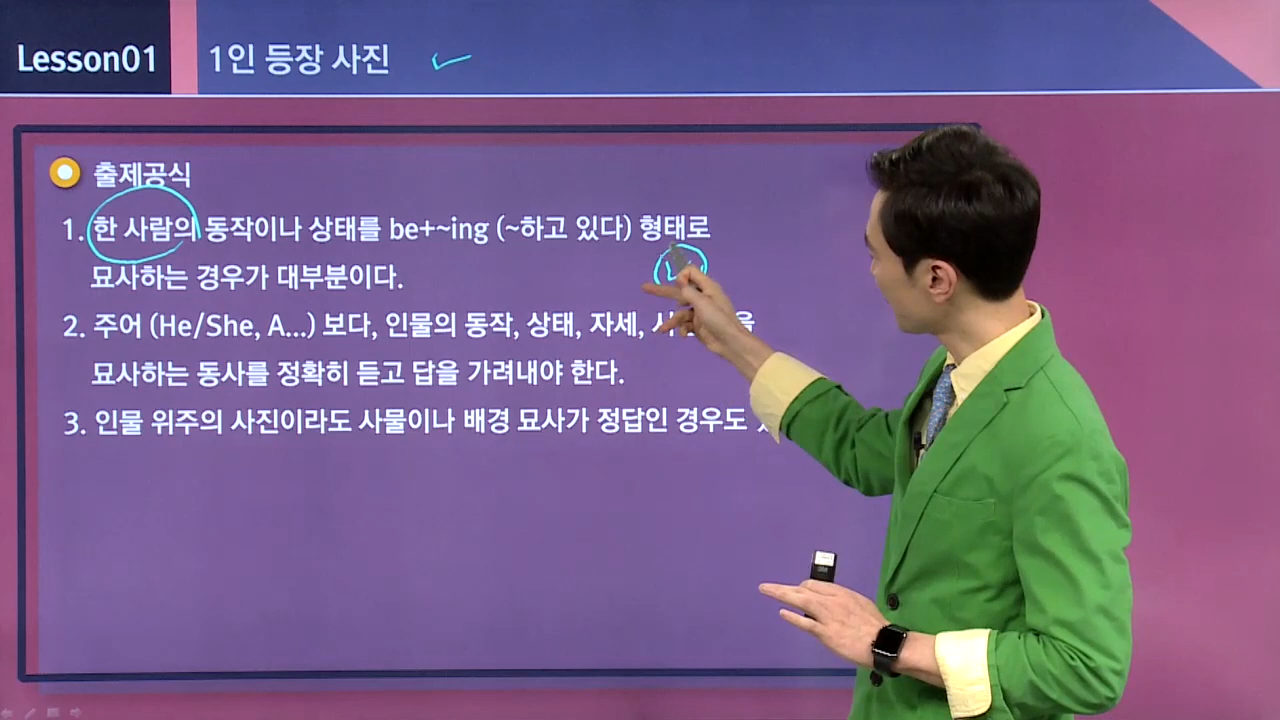 Lesson01
1인 등장 사진
출제공식
1. 한 사람의 동작이나 상태를 be+~ing (~하고 있다) 형태로
묘사하는 경우가 대부분이다.
2. 주어 (He/She, A...) 보다, 인물의 동작, 상태, 자세,
묘사하는 동사를 정확히 듣고 답을 가려내야 한다.
3. 인물 위주의 사진이라도 사물이나 배경 묘사가 정답인 경우도